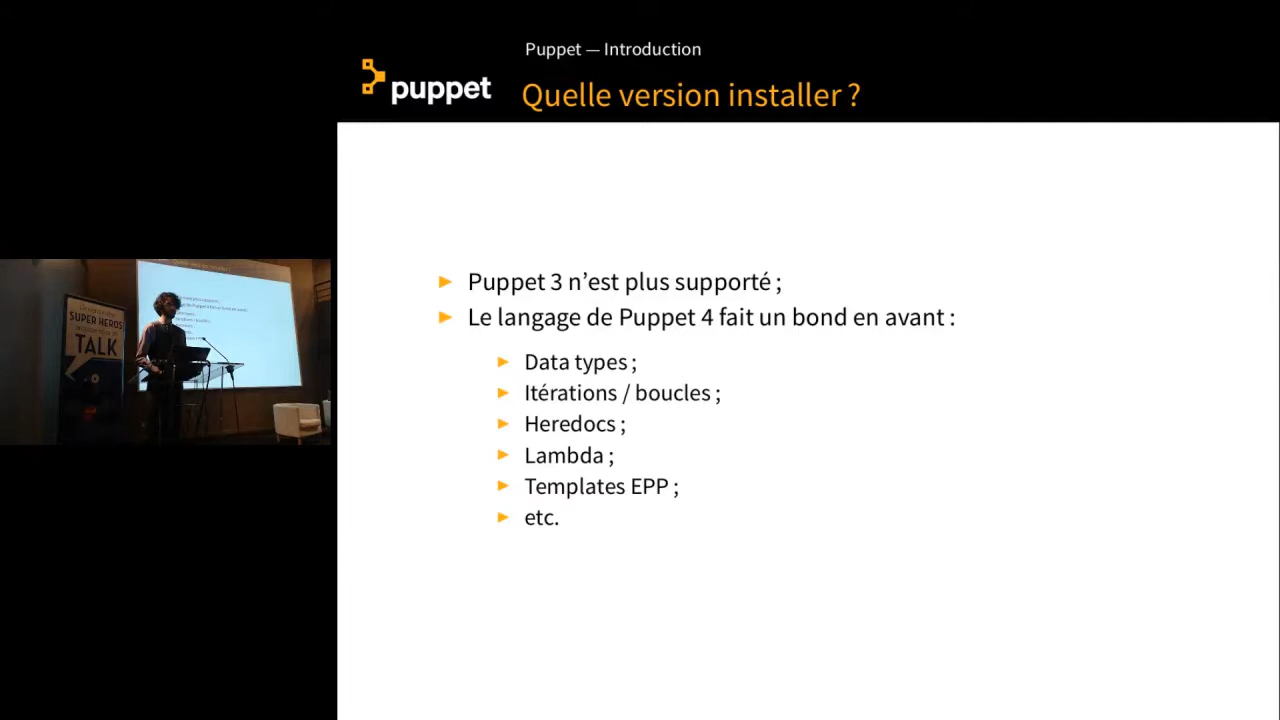 Puppet — Introduction
puppet
Quelle version installer ?
► Puppet 3 n’est plus supporté ;
► Le langage de Puppet 4 fait un bond en avant :
► Data types ;
► Itérations / boucles ;
► Heredocs ;
► Lambda ;
► Templates EPP ;
► etc.
SUPER HEROS
TALK